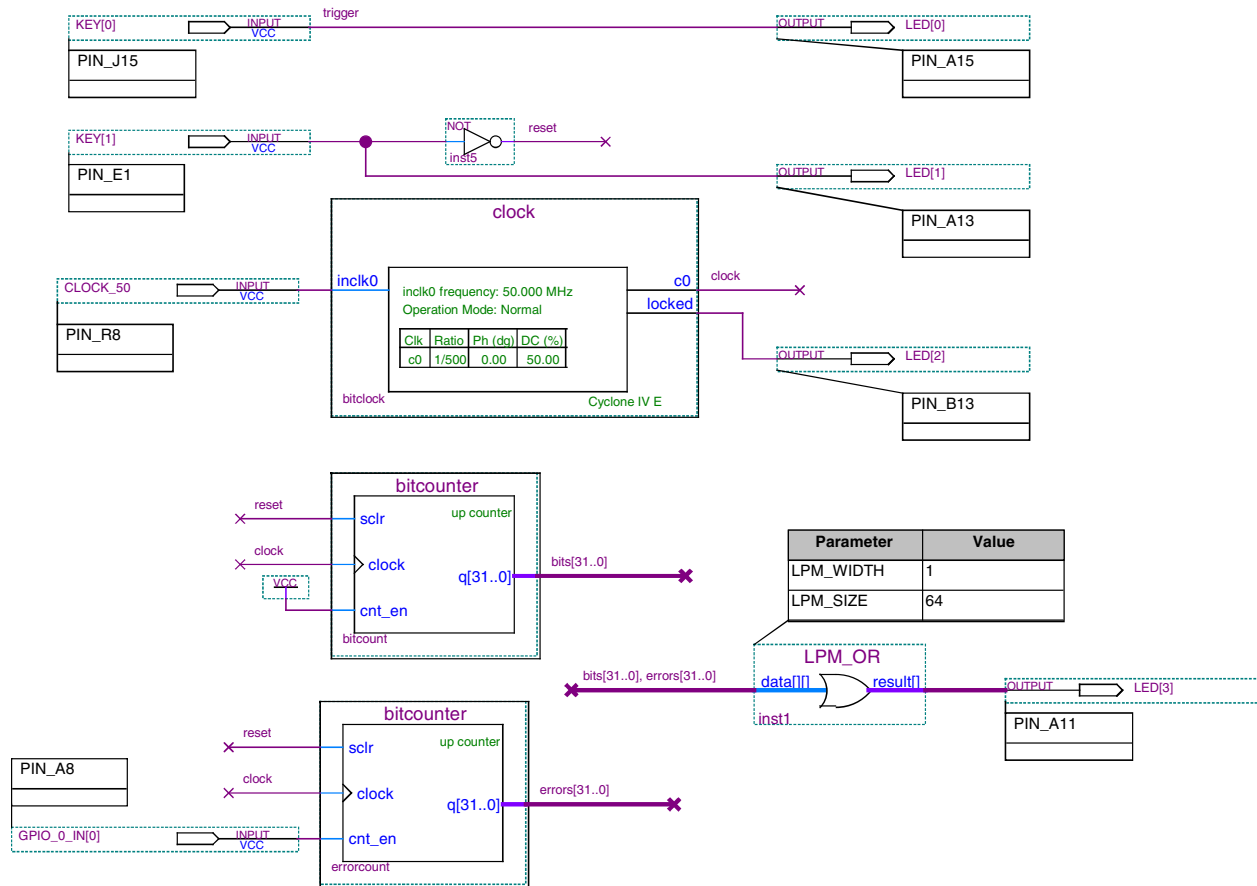 trigger
KEY[0] INPUT VCC
OUTPUT LED[0]
PIN_J15
PIN_A15
KEY[1] INPUT VCC
NOT
inst5
reset
PIN_E1
OUTPUT LED[1]
PIN_A13
clock
CLOCK_50 INPUT VCC
PIN_R8
inclk0
inclk0 frequency: 50.000 MHz
Operation Mode: Normal
Clk Ratio Ph (dg) DC (%)
c0 1/500 0.00 50.00
c0
clock
locked
bitclock
Cyclone IV E
OUTPUT LED[2]
PIN_B13
bitcounter
up counter
reset
sclr
clock
clock
VCC
cnt_en
q[31..0]
bits[31..0]
bitcount
Parameter Value
LPM_WIDTH 1
LPM_SIZE 64
LPM_OR
bits[31..0], errors[31..0]
data[][]
result[]
inst1
OUTPUT LED[3]
PIN_A11
bitcounter
up counter
reset
sclr
clock
clock
q[31..0]
errors[31..0]
PIN_A8
GPIO_0_IN[0] INPUT VCC
cnt_en
errorcount